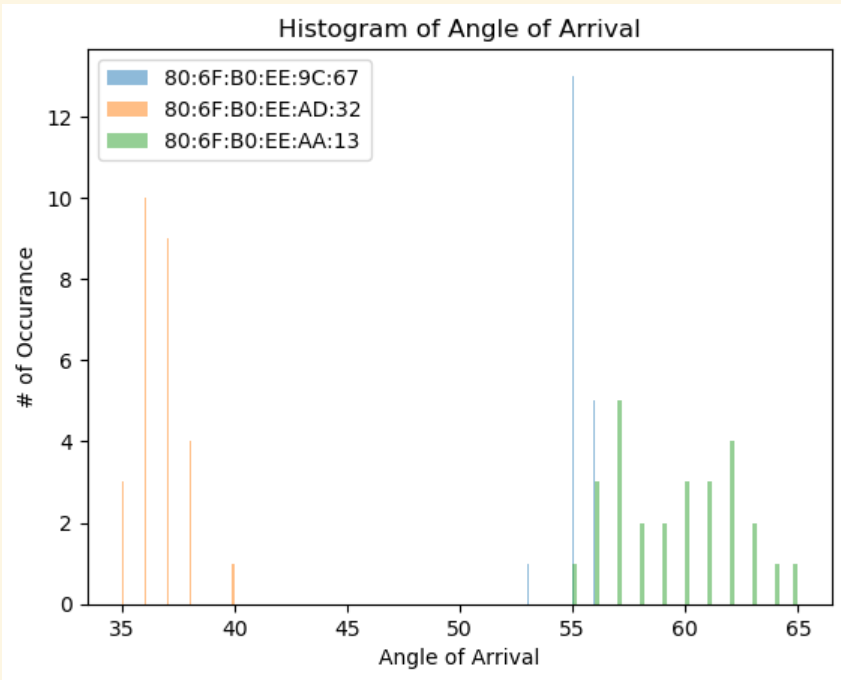 Histogram of Angle of Arrival
80:6F:B0:EE:9C:67
80:6F:B0:EE:AD:32
80:6F:B0:EE:AA:13
12
10
8
6
4
2
0
# of Occurance
35 40 45 50 55 60 65
Angle of Arrival